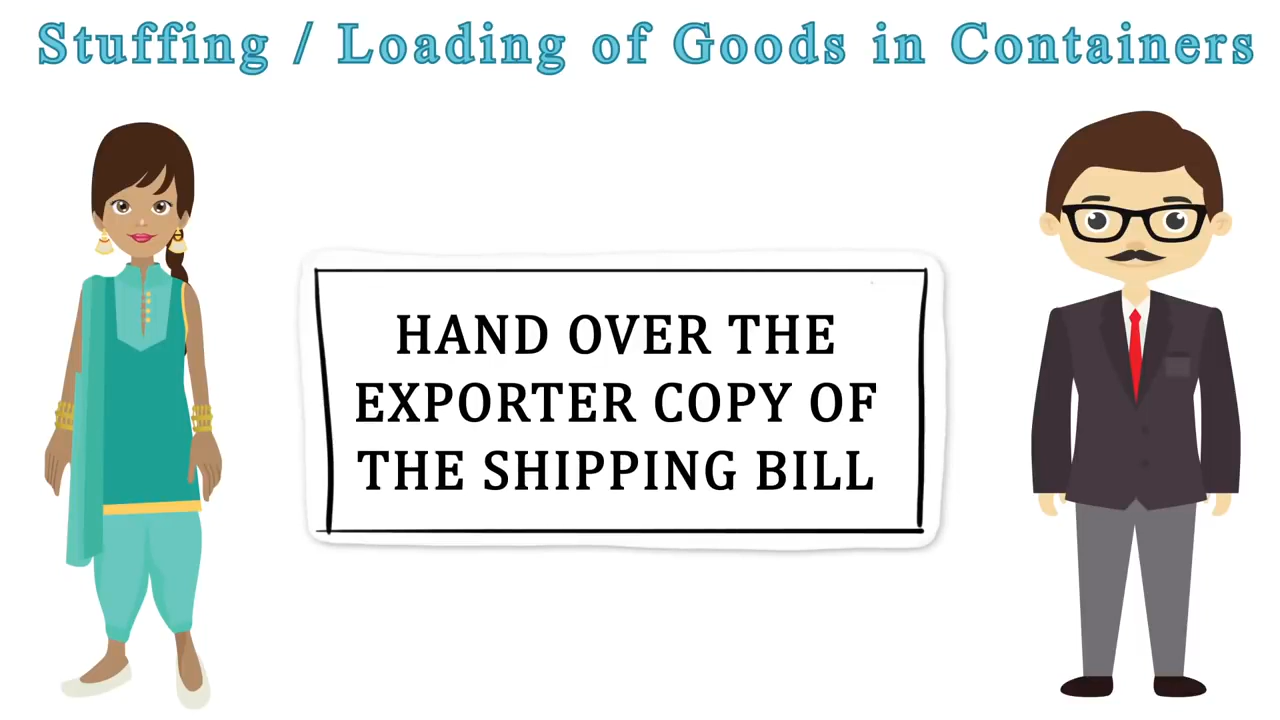 Stuffing / Loading of Goods in Containers
HAND OVER THE
EXPORTER COPY OF
THE SHIPPING BILL